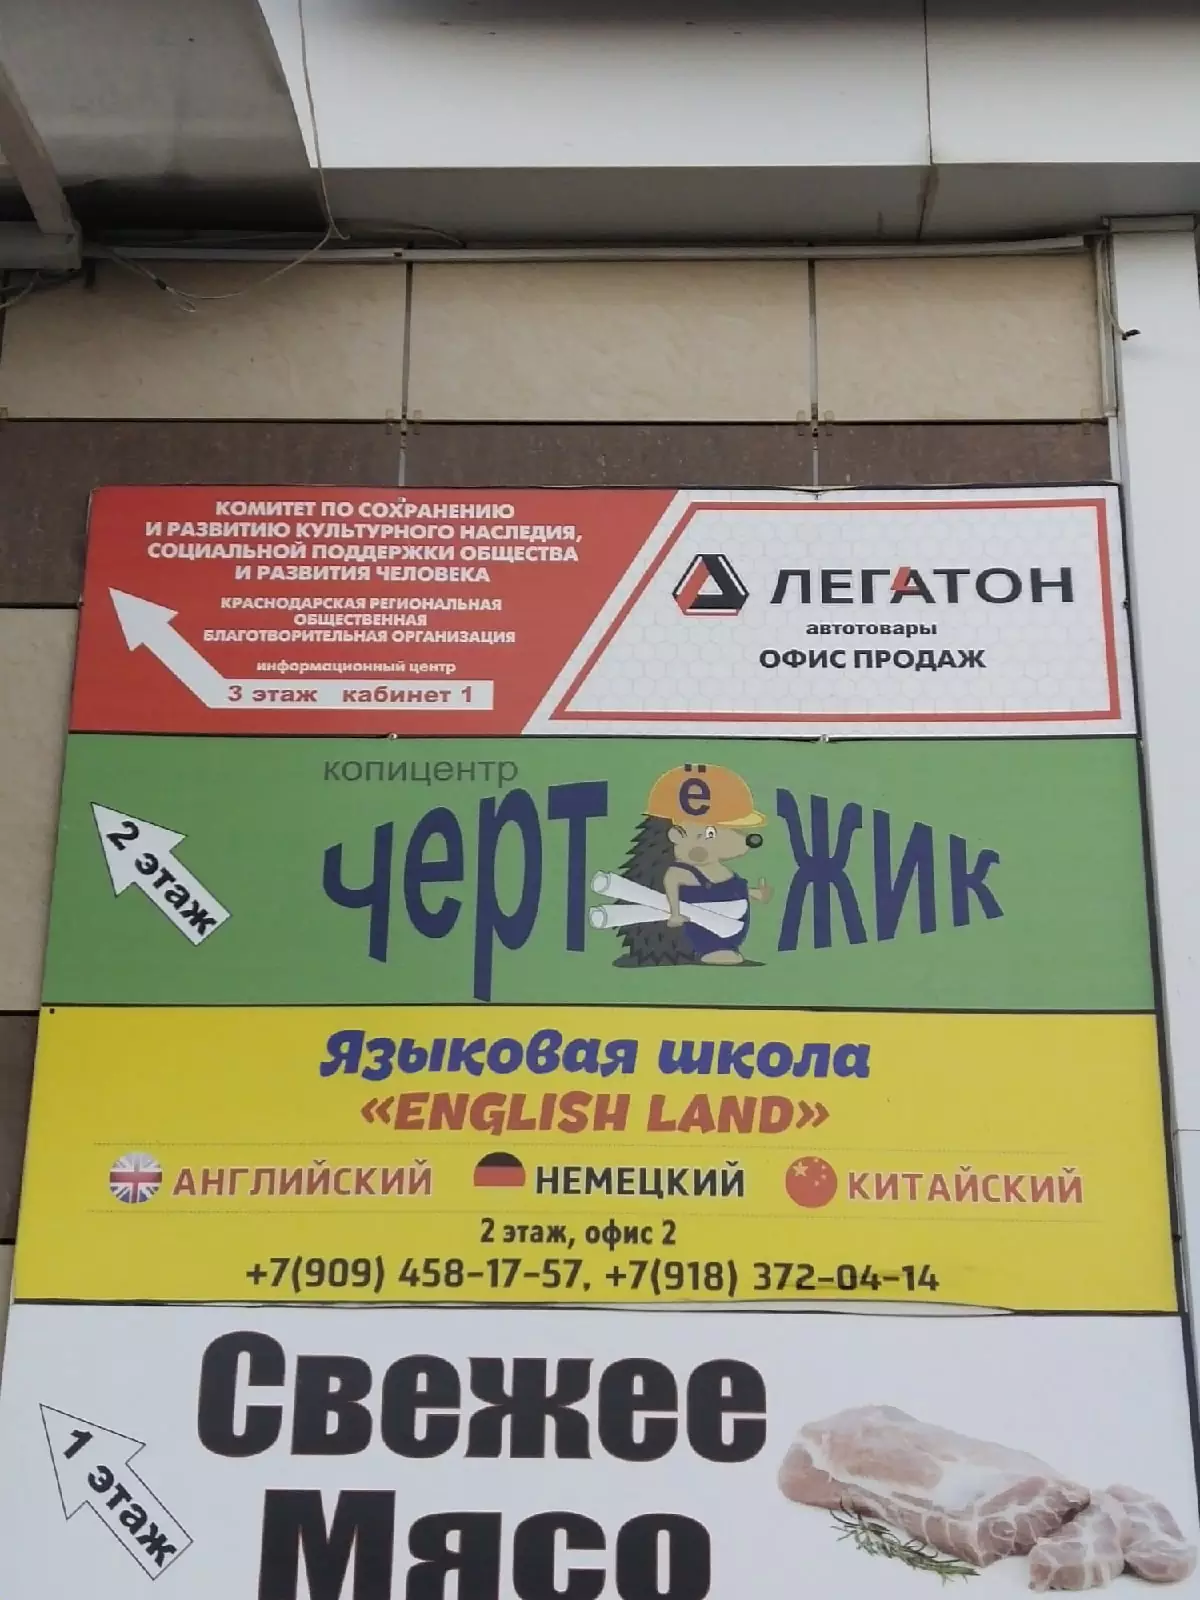 КОМИТЕТ ПО СОХРАНЕНИЮ
И РАЗВИТИЮ КУЛЬТУРНОГО НАСЛЕДИЯ,
СОЦИАЛЬНОЙ ПОДДЕРЖКИ ОБЩЕСТВА
И РАЗВИТИЯ ЧЕЛОВЕКА
КРАСНОДАРСКАЯ РЕГИОНАЛЬНАЯ
ОБЩЕСТВЕННАЯ
БЛАГОТВОРИТЕЛЬНАЯ ОРГАНИЗАЦИЯ
информационный центр
3 этаж кабинет 1
ЛЕГАТОН
автотовары
ОФИС ПРОДАЖ
копицентр
чертёжик
2 этаж
Языковая школа
«ENGLISH LAND»
АНГЛИЙСКИЙ НЕМЕЦКИЙ КИТАЙСКИЙ
2 этаж, офис 2
+7(909) 458-17-57, +7(918) 372-04-14
Свежее
Мясо
1 этаж